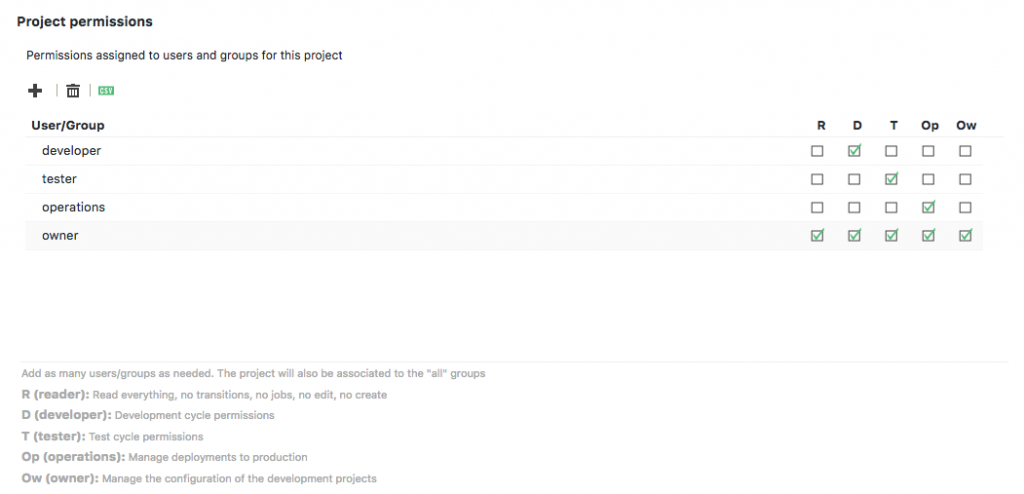 Project permissions
Permissions assigned to users and groups for this project
CSV
User/Group R D T Op Ow
developer
tester
operations
owner
Add as many users/groups as needed. The project will also be associated to the "all" groups
R (reader): Read everything, no transitions, no jobs, no edit, no create
D (developer): Development cycle permissions
T (tester): Test cycle permissions
Op (operations): Manage deployments to production
Ow (owner): Manage the configuration of the development projects